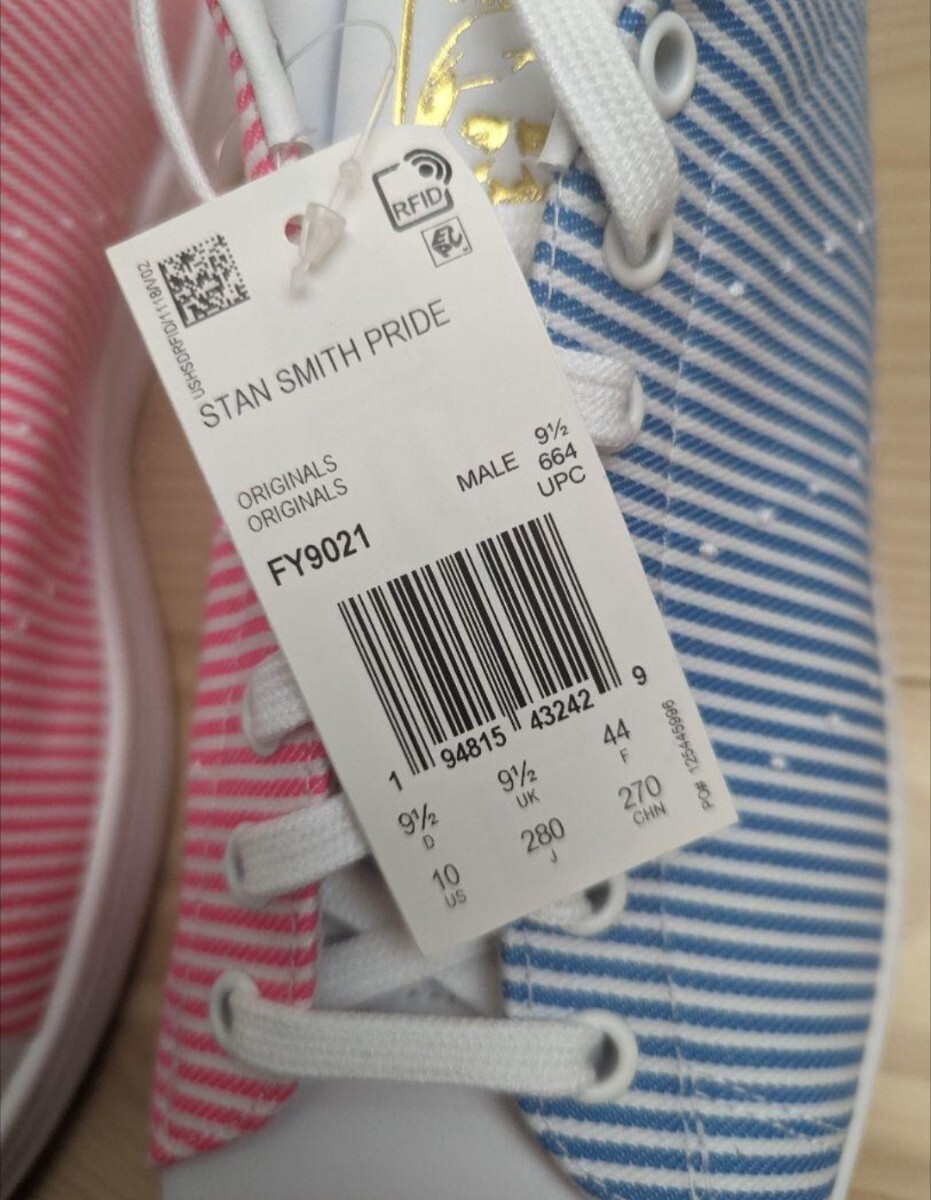 RFID
USHSDRFID/1118/V/02
STAN SMITH PRIDE
ORIGINALS
ORIGINALS
MALE
9½
664
UPC
FY9021
1 94815 43242 9
9½ D
9½ UK
44 F
10 US
280 J
270 CHN
PO#: 125445996